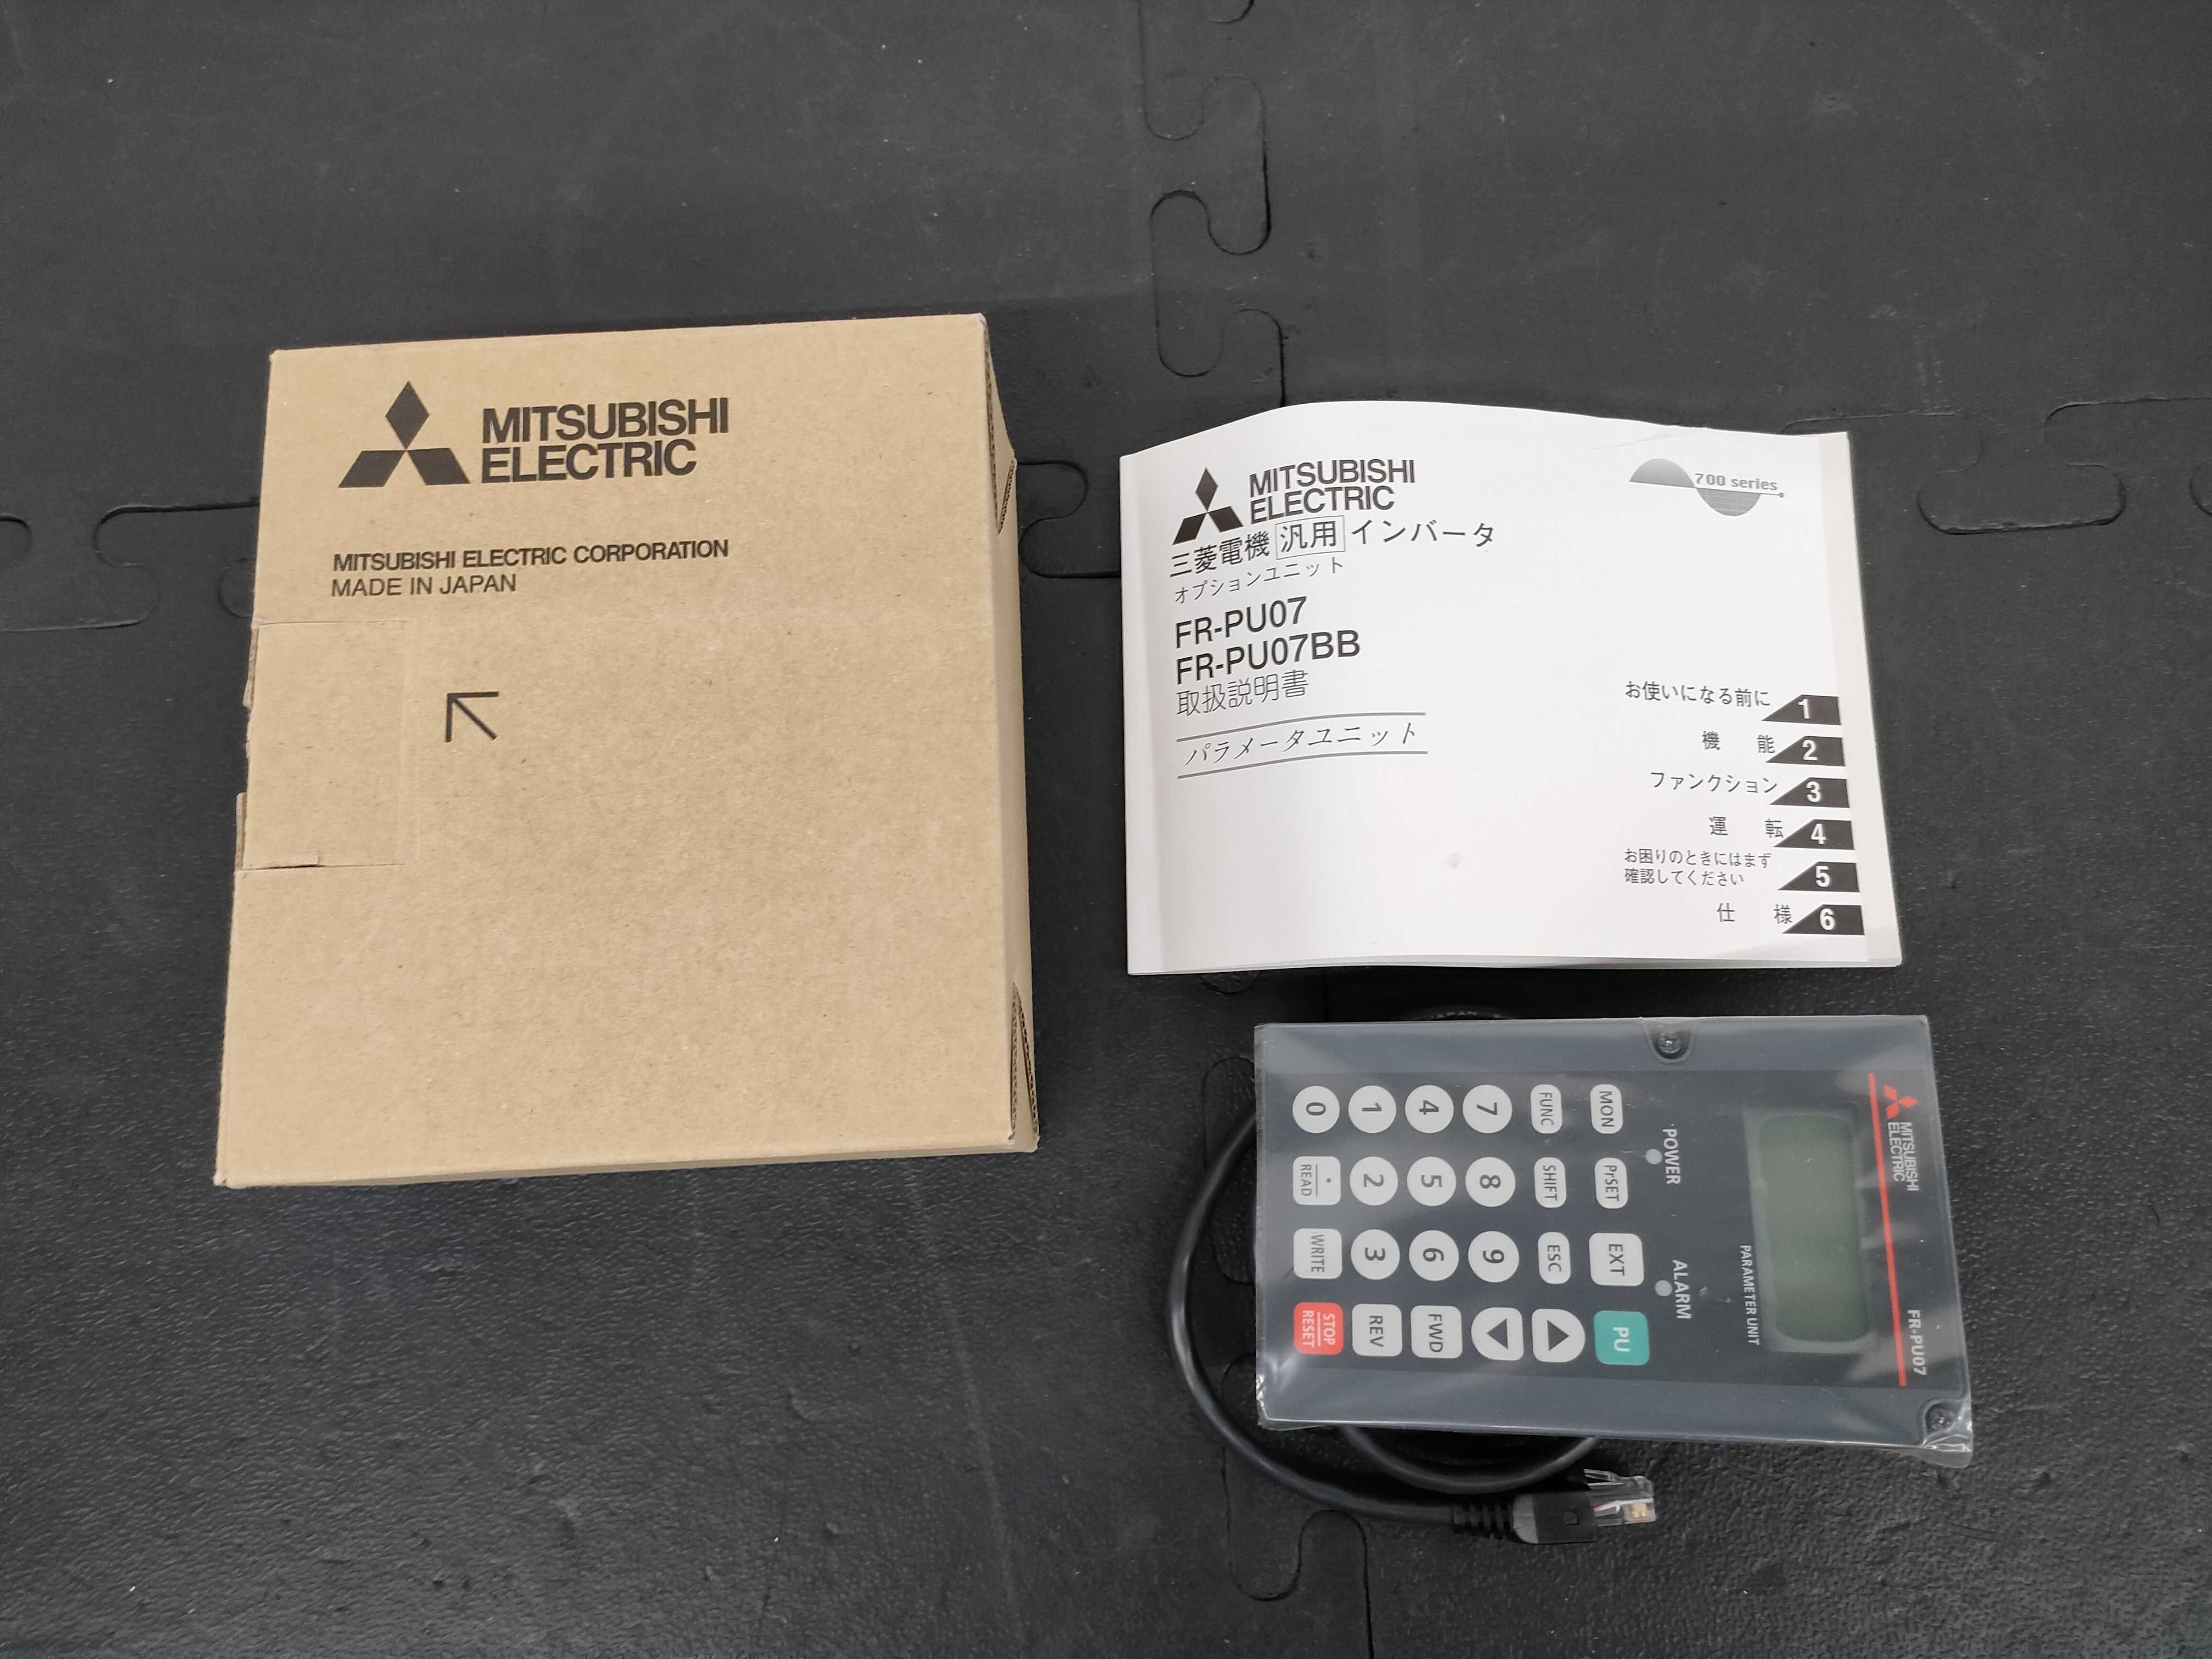 MITSUBISHI
ELECTRIC
MITSUBISHI ELECTRIC CORPORATION
MADE IN JAPAN
MITSUBISHI
ELECTRIC
700 series
三菱電機 汎用 インバータ
オプションユニット
FR-PU07
FR-PU07BB
取扱説明書
パラメータユニット
お使いになる前に 1
機 能 2
ファンクション 3
運 転 4
お困りのときにはまず
確認してください 5
仕 様 6
MITSUBISHI
ELECTRIC
FR-PU07
PARAMETER UNIT
POWER ALARM
MON PrSET EXT PU
FUNC SHIFT ESC
7 8 9
4 5 6 FWD
1 2 3 REV
0 · READ WRITE STOP RESET